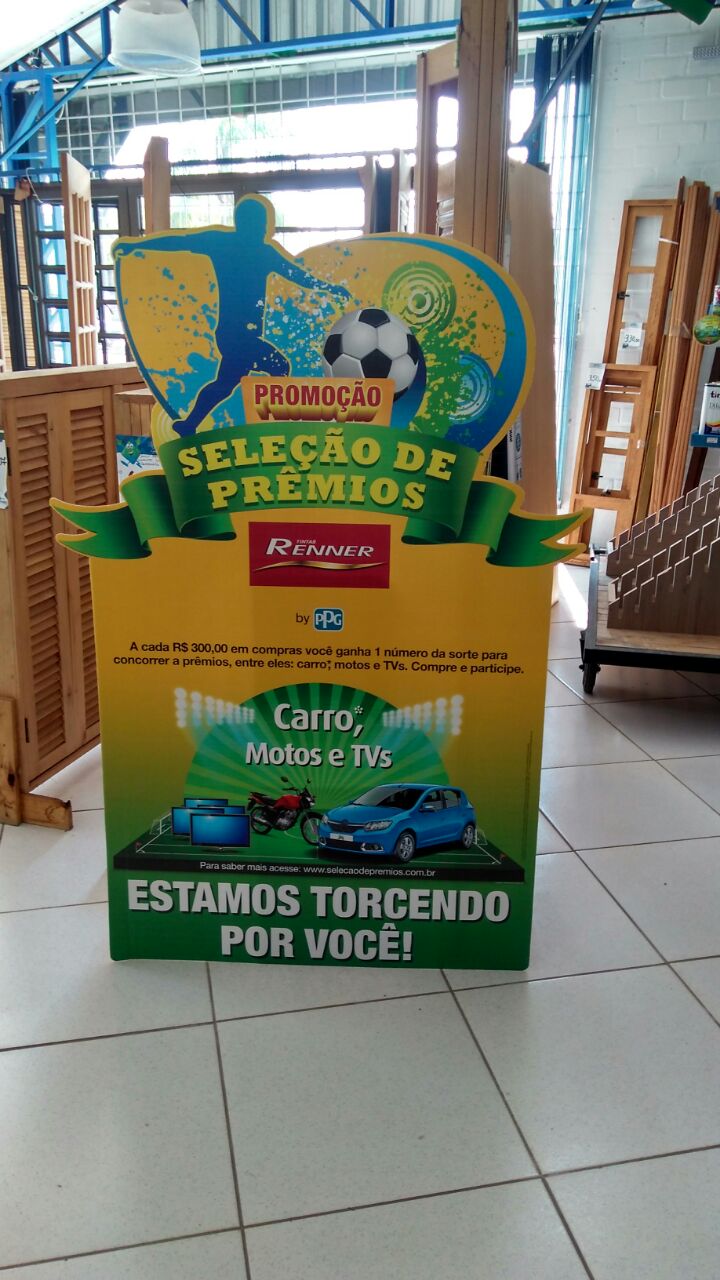 PROMOÇÃO
SELEÇÃO DE
PRÊMIOS
TINTAS
RENNER
by PPG
A cada R$ 300,00 em compras você ganha 1 número da sorte para
concorrer a prêmios, entre eles: carro*, motos e TVs. Compre e participe.
Carro*,
Motos e TVs
Para saber mais acesse: www.selecaodepremios.com.br
ESTAMOS TORCENDO
POR VOCÊ!